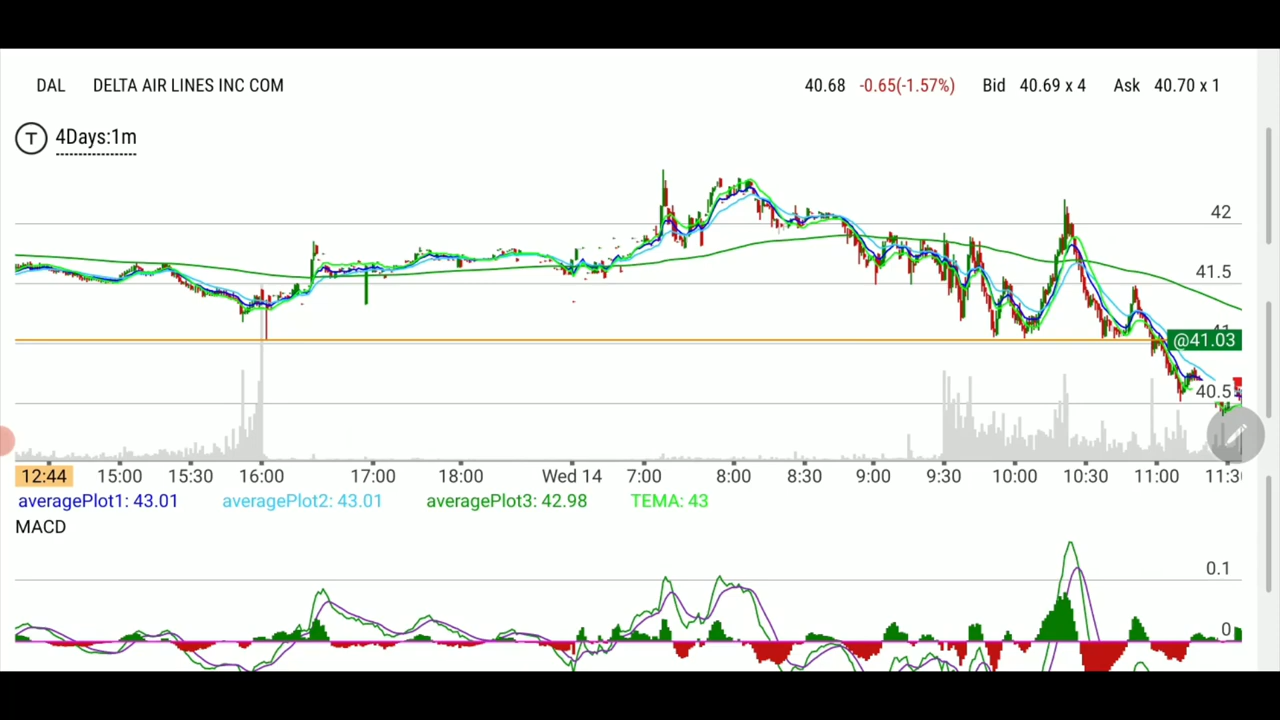 DAL DELTA AIR LINES INC COM 40.68 -0.65(-1.57%) Bid 40.69 x 4 Ask 40.70 x 1
T 4Days:1m
42
41.5
41
@41.03
40.5
12:44 15:00 15:30 16:00 17:00 18:00 Wed 14 7:00 8:00 8:30 9:00 9:30 10:00 10:30 11:00 11:30
averagePlot1: 43.01 averagePlot2: 43.01 averagePlot3: 42.98 TEMA: 43
MACD
0.1
0